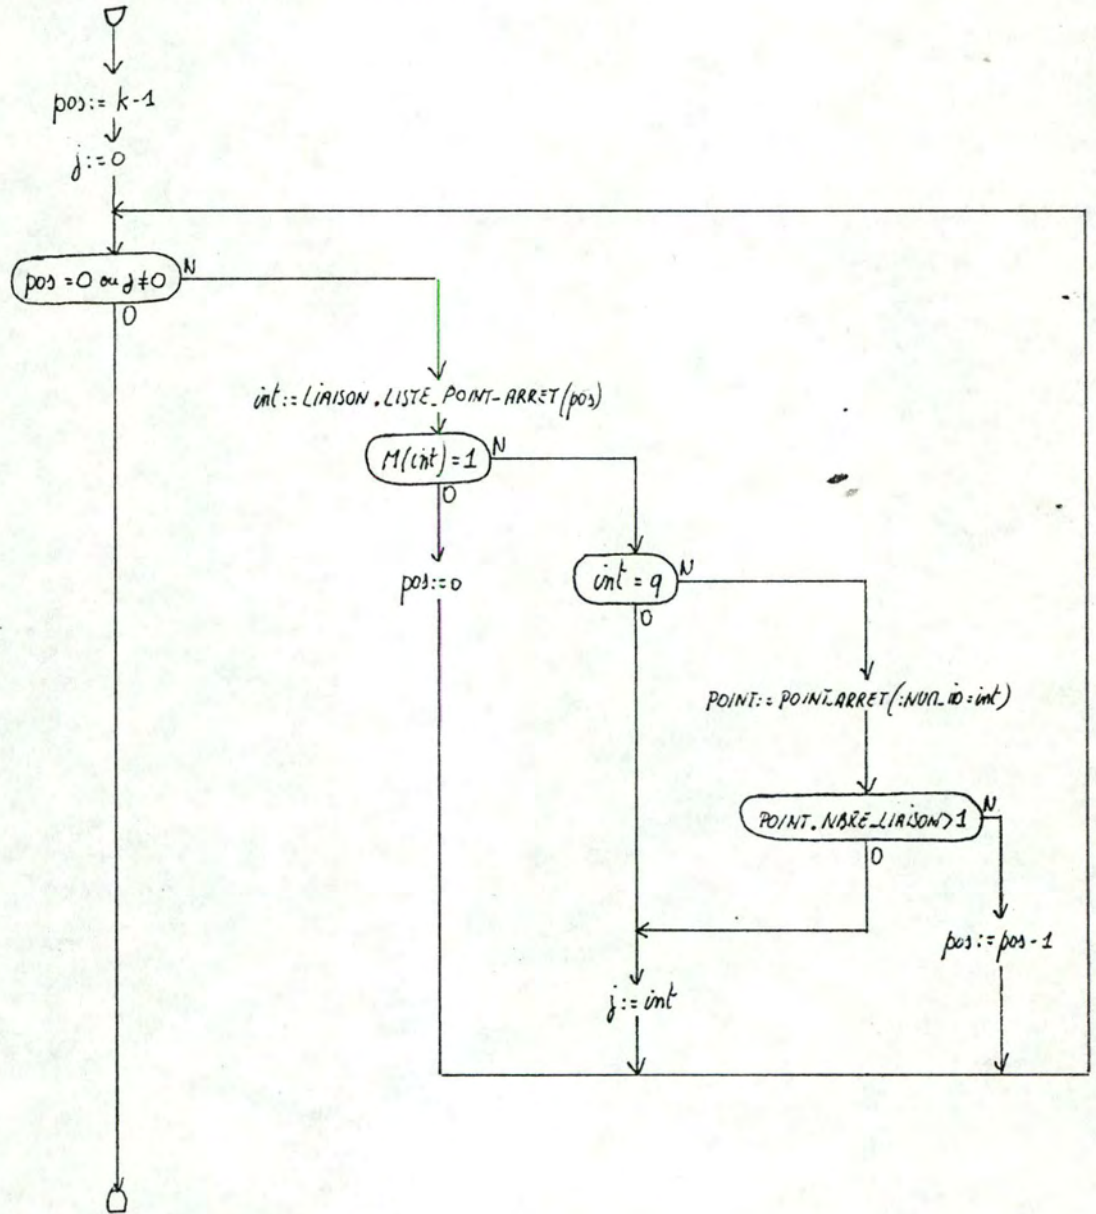 pos:= k-1
j:=0
pos = 0 ou j≠0
N
O
int:= LIAISON.LISTE_POINT-ARRET(pos)
M(int)=1
N
O
pos:=0
int = q
N
O
POINT:= POINT_ARRET(:NUM_ID=int)
POINT.NBRE_LIAISON>1
N
O
pos:= pos-1
j:= int